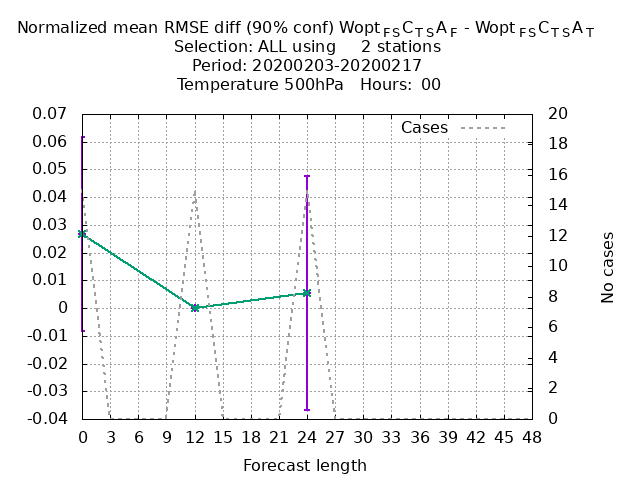 Normalized mean RMSE diff (90% conf) Wopt FS C TS A F - Wopt FS C TS A T
Selection: ALL using 2 stations
Period: 20200203-20200217
Temperature 500hPa Hours: 00
Cases
0.07
0.06
0.05
0.04
0.03
0.02
0.01
0
-0.01
-0.02
-0.03
-0.04
20
18
16
14
12
10
8
6
4
2
0
No cases
0 3 6 9 12 15 18 21 24 27 30 33 36 39 42 45 48
Forecast length